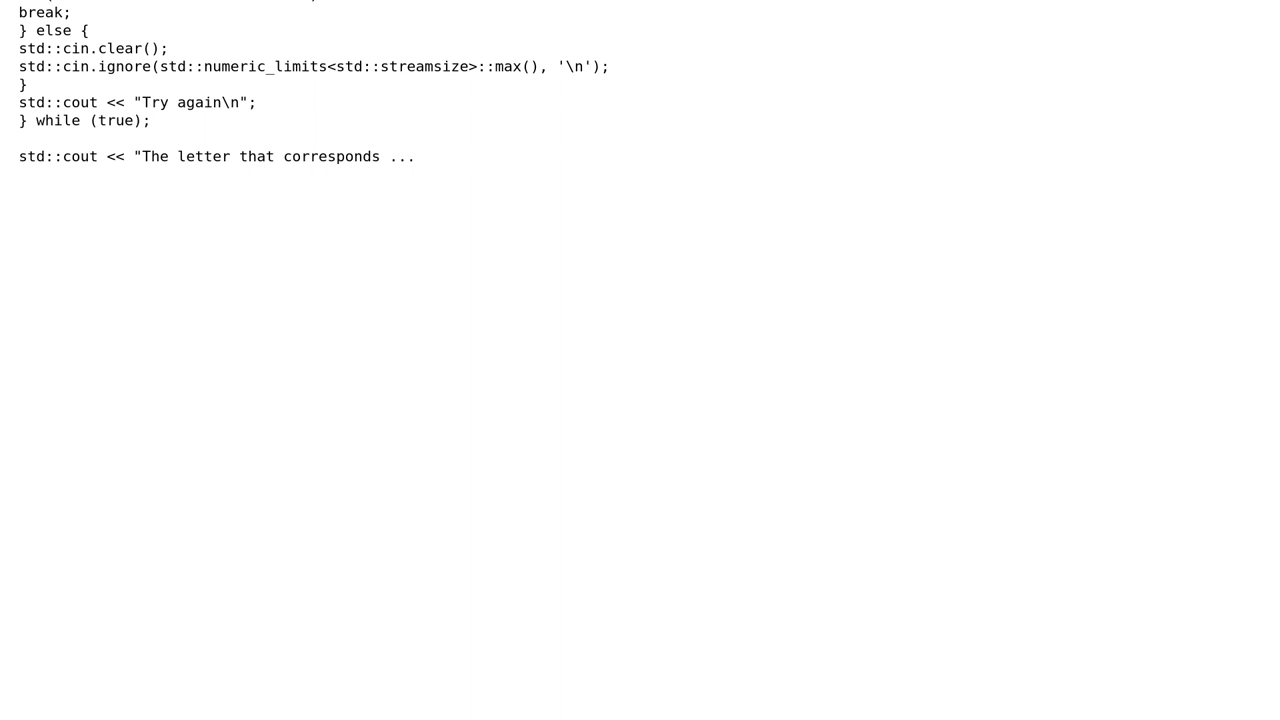 break;
} else {
std::cin.clear();
std::cin.ignore(std::numeric_limits<std::streamsize>::max(), '\n');
}
std::cout << "Try again\n";
} while (true);

std::cout << "The letter that corresponds ...